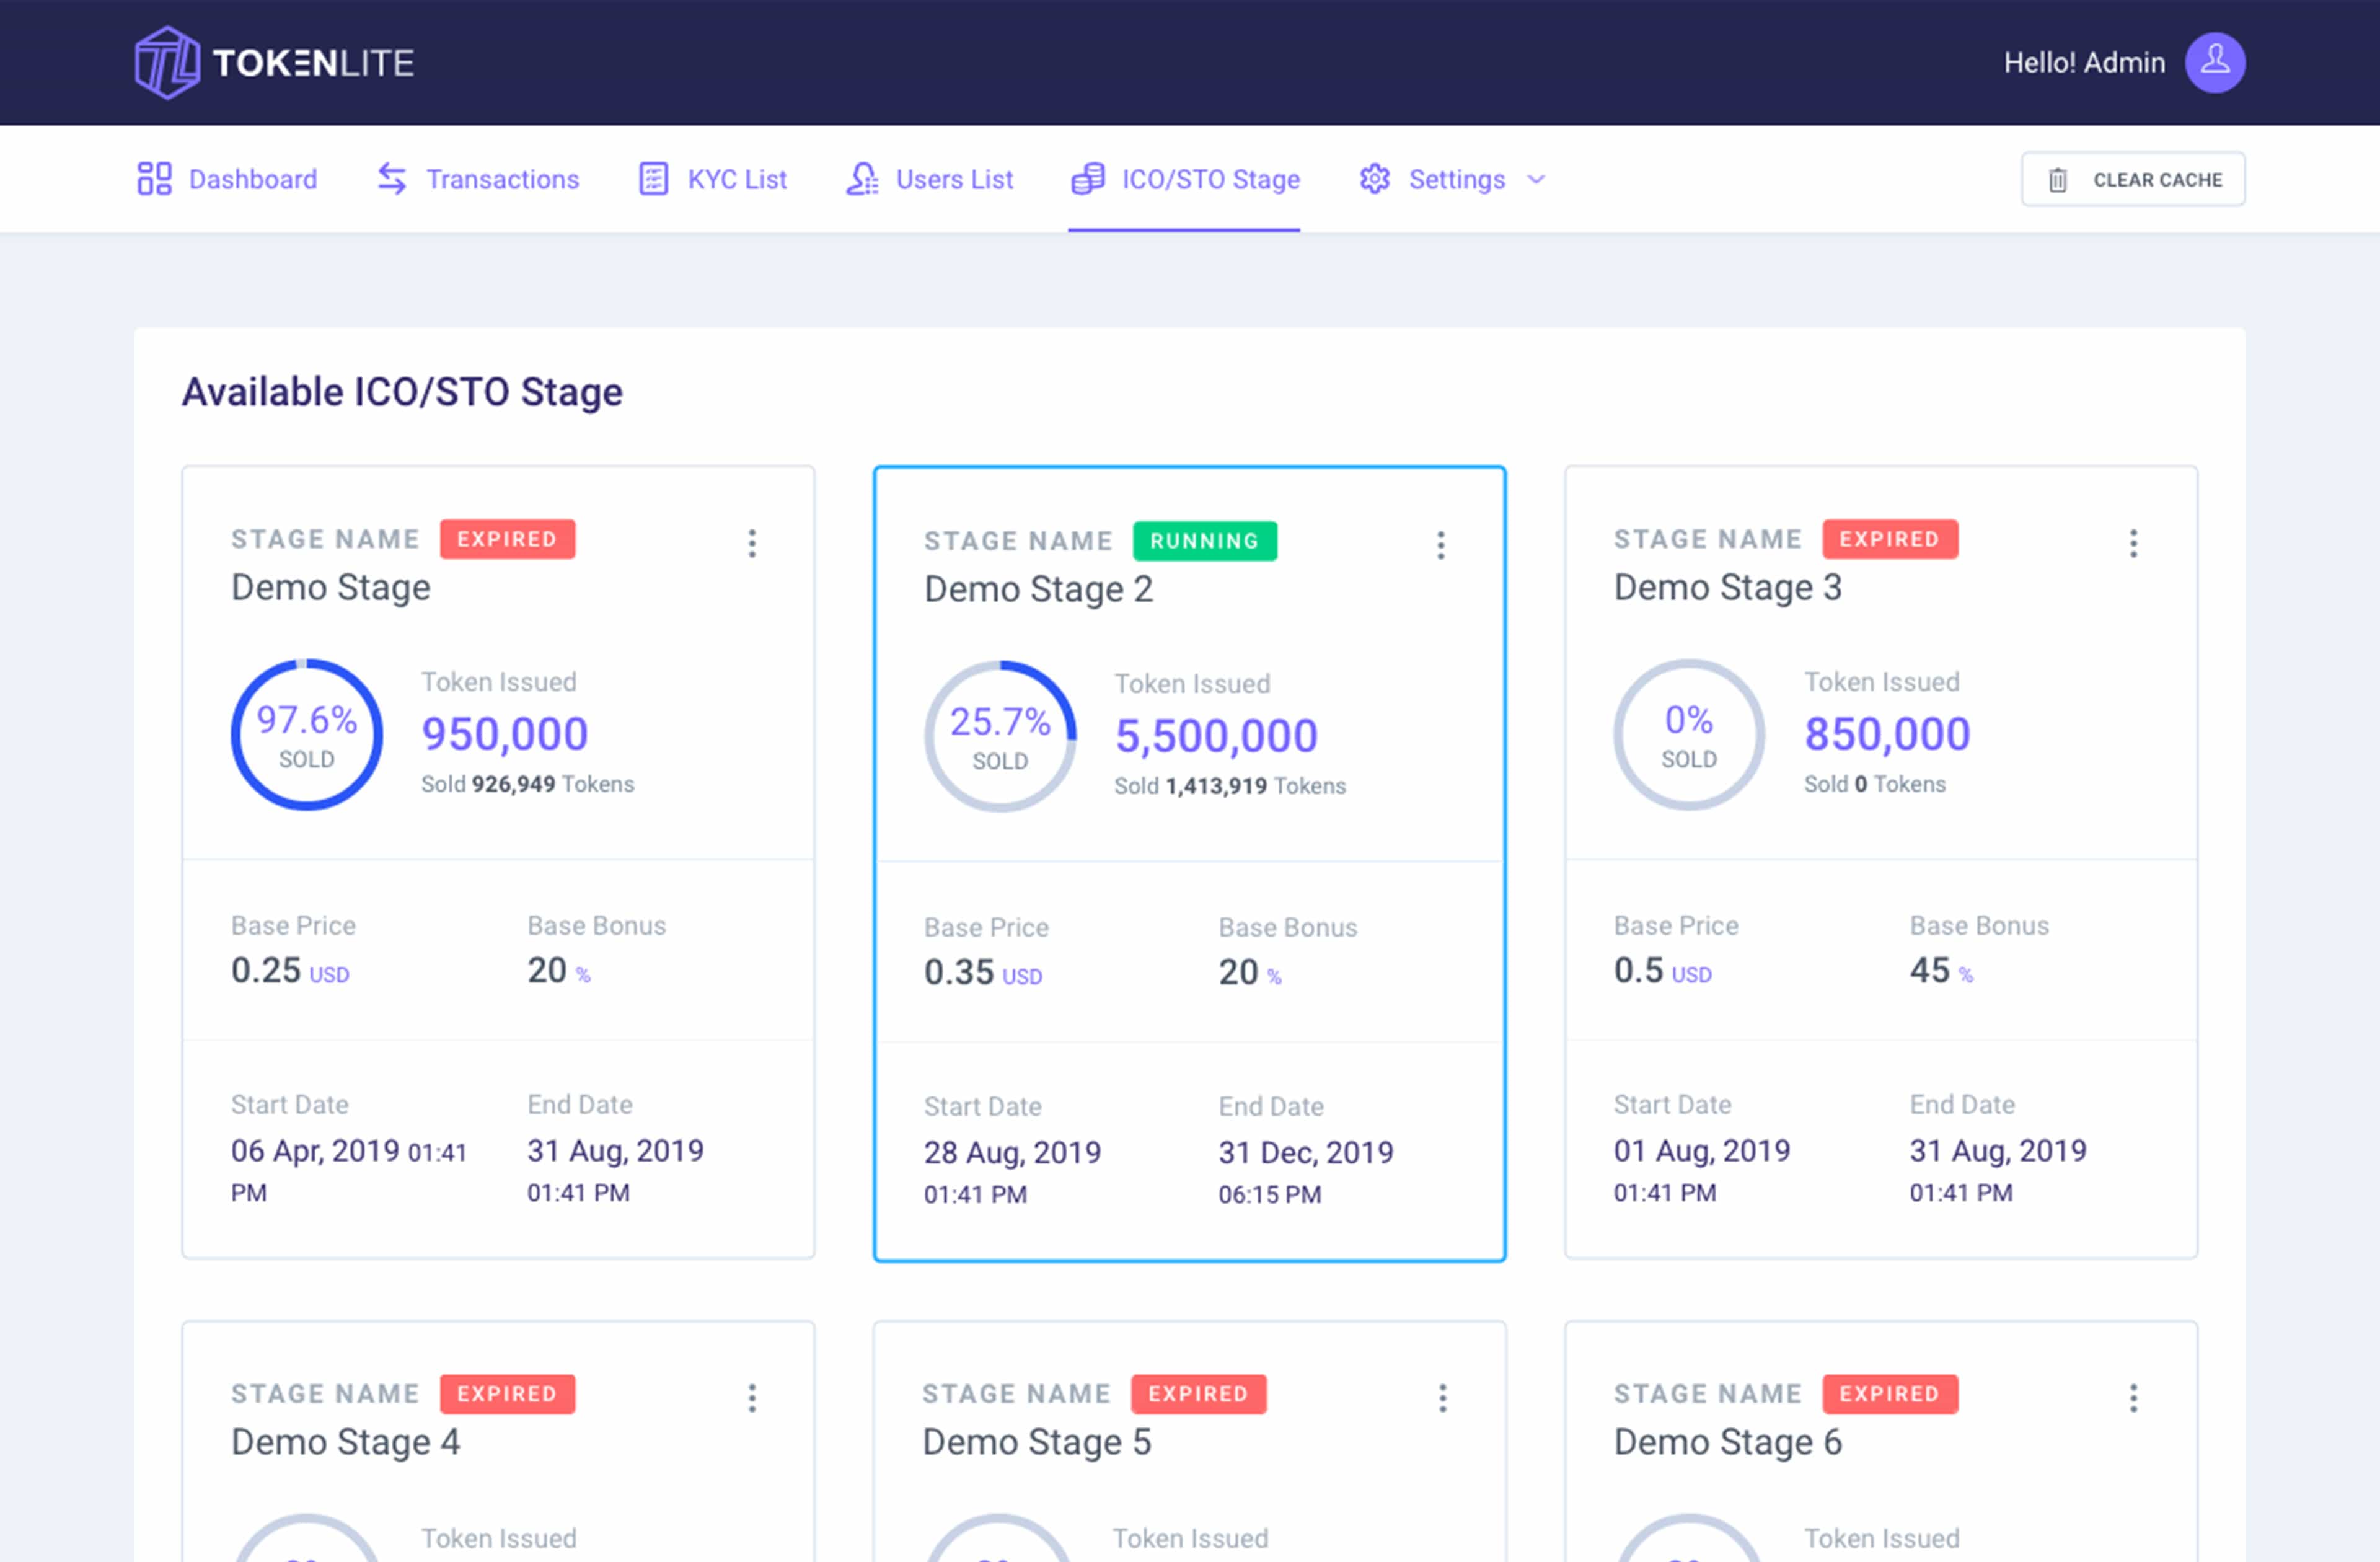 TOKENLITE
Hello! Admin
Dashboard
Transactions
KYC List
Users List
ICO/STO Stage
Settings
CLEAR CACHE
Available ICO/STO Stage
STAGE NAME EXPIRED
Demo Stage
97.6%
SOLD
Token Issued
950,000
Sold 926,949 Tokens
Base Price
0.25 USD
Base Bonus
20 %
Start Date
06 Apr, 2019 01:41
PM
End Date
31 Aug, 2019
01:41 PM
STAGE NAME RUNNING
Demo Stage 2
25.7%
SOLD
Token Issued
5,500,000
Sold 1,413,919 Tokens
Base Price
0.35 USD
Base Bonus
20 %
Start Date
28 Aug, 2019
01:41 PM
End Date
31 Dec, 2019
06:15 PM
STAGE NAME EXPIRED
Demo Stage 3
0%
SOLD
Token Issued
850,000
Sold 0 Tokens
Base Price
0.5 USD
Base Bonus
45 %
Start Date
01 Aug, 2019
01:41 PM
End Date
31 Aug, 2019
01:41 PM
STAGE NAME EXPIRED
Demo Stage 4
Token Issued
STAGE NAME EXPIRED
Demo Stage 5
Token Issued
STAGE NAME EXPIRED
Demo Stage 6
Token Issued